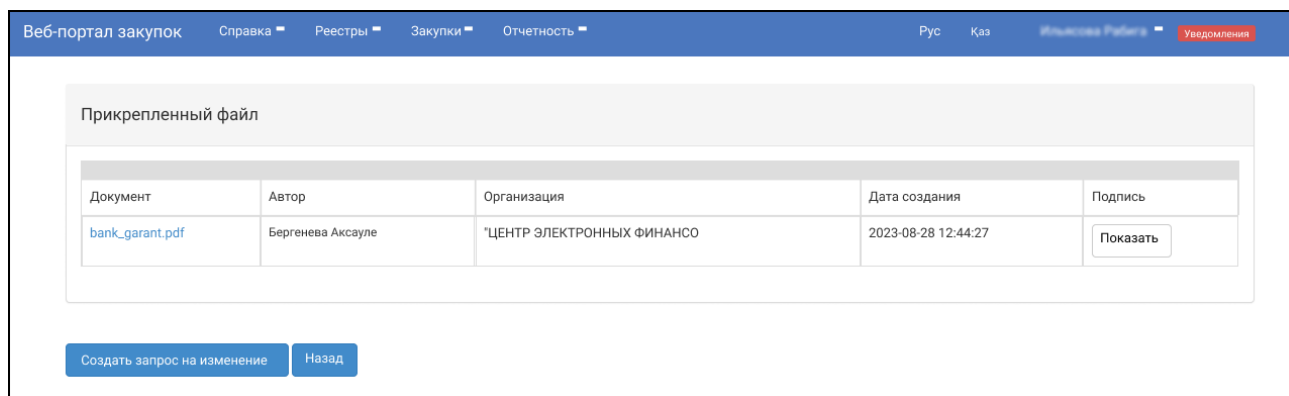 Веб-портал закупок Справка Реестры Закупки Отчетность Рус Қаз Уведомления
Прикрепленный файл
Документ Автор Организация Дата создания Подпись
bank_garant.pdf Бергенева Аксауле "ЦЕНТР ЭЛЕКТРОННЫХ ФИНАНСО 2023-08-28 12:44:27 Показать
Создать запрос на изменение Назад